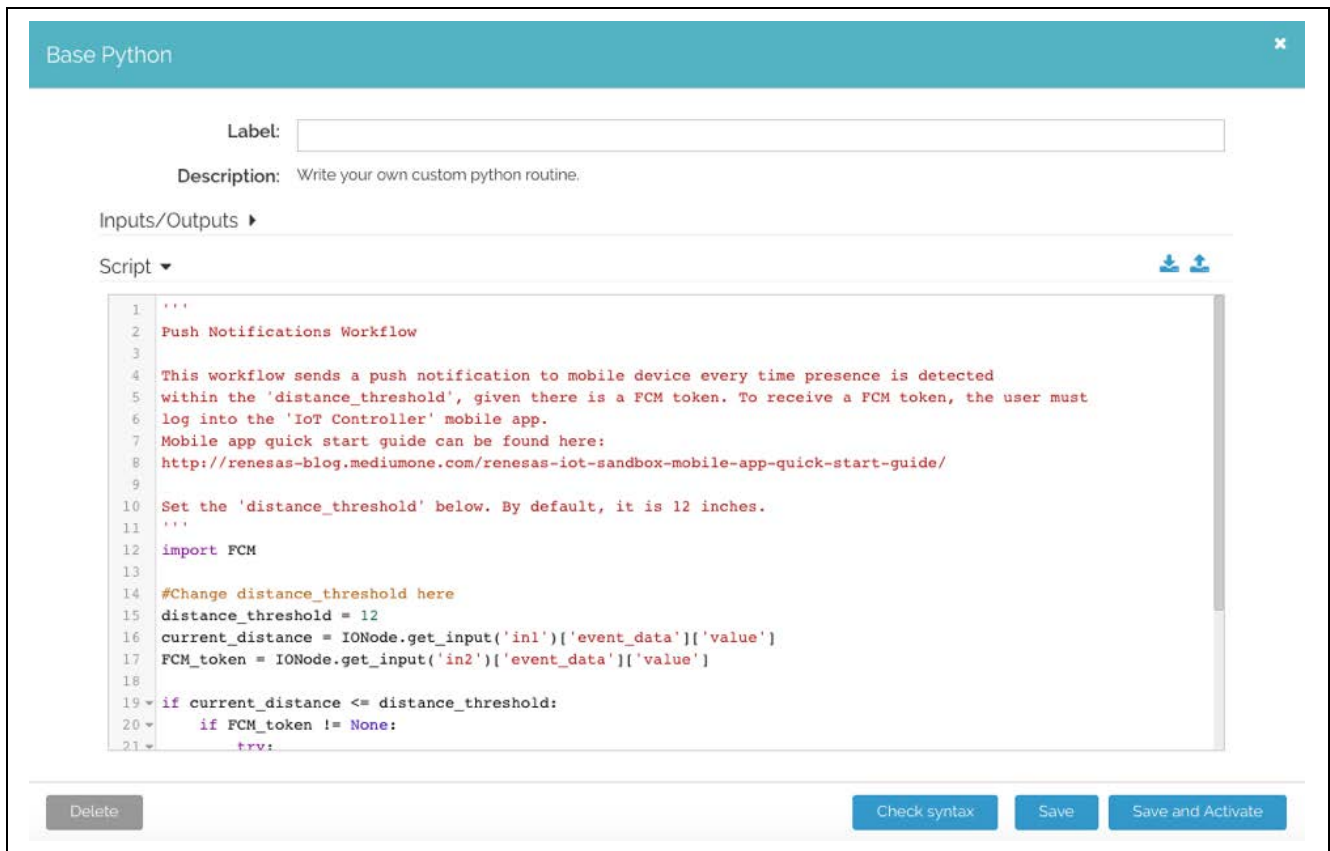 Base Python
Label:
Description: Write your own custom python routine.
Inputs/Outputs
Script
1 '''
2 Push Notifications Workflow
3
4 This workflow sends a push notification to mobile device every time presence is detected
5 within the 'distance_threshold', given there is a FCM token. To receive a FCM token, the user must
6 log into the 'IoT Controller' mobile app.
7 Mobile app quick start guide can be found here:
8 http://renesas-blog.mediumone.com/renesas-iot-sandbox-mobile-app-quick-start-guide/
9
10 Set the 'distance_threshold' below. By default, it is 12 inches.
11 '''
12 import FCM
13
14 #Change distance_threshold here
15 distance_threshold = 12
16 current_distance = IONode.get_input('in1')['event_data']['value']
17 FCM_token = IONode.get_input('in2')['event_data']['value']
18
19 if current_distance <= distance_threshold:
20 if FCM_token != None:
21 try:
Delete Check syntax Save Save and Activate